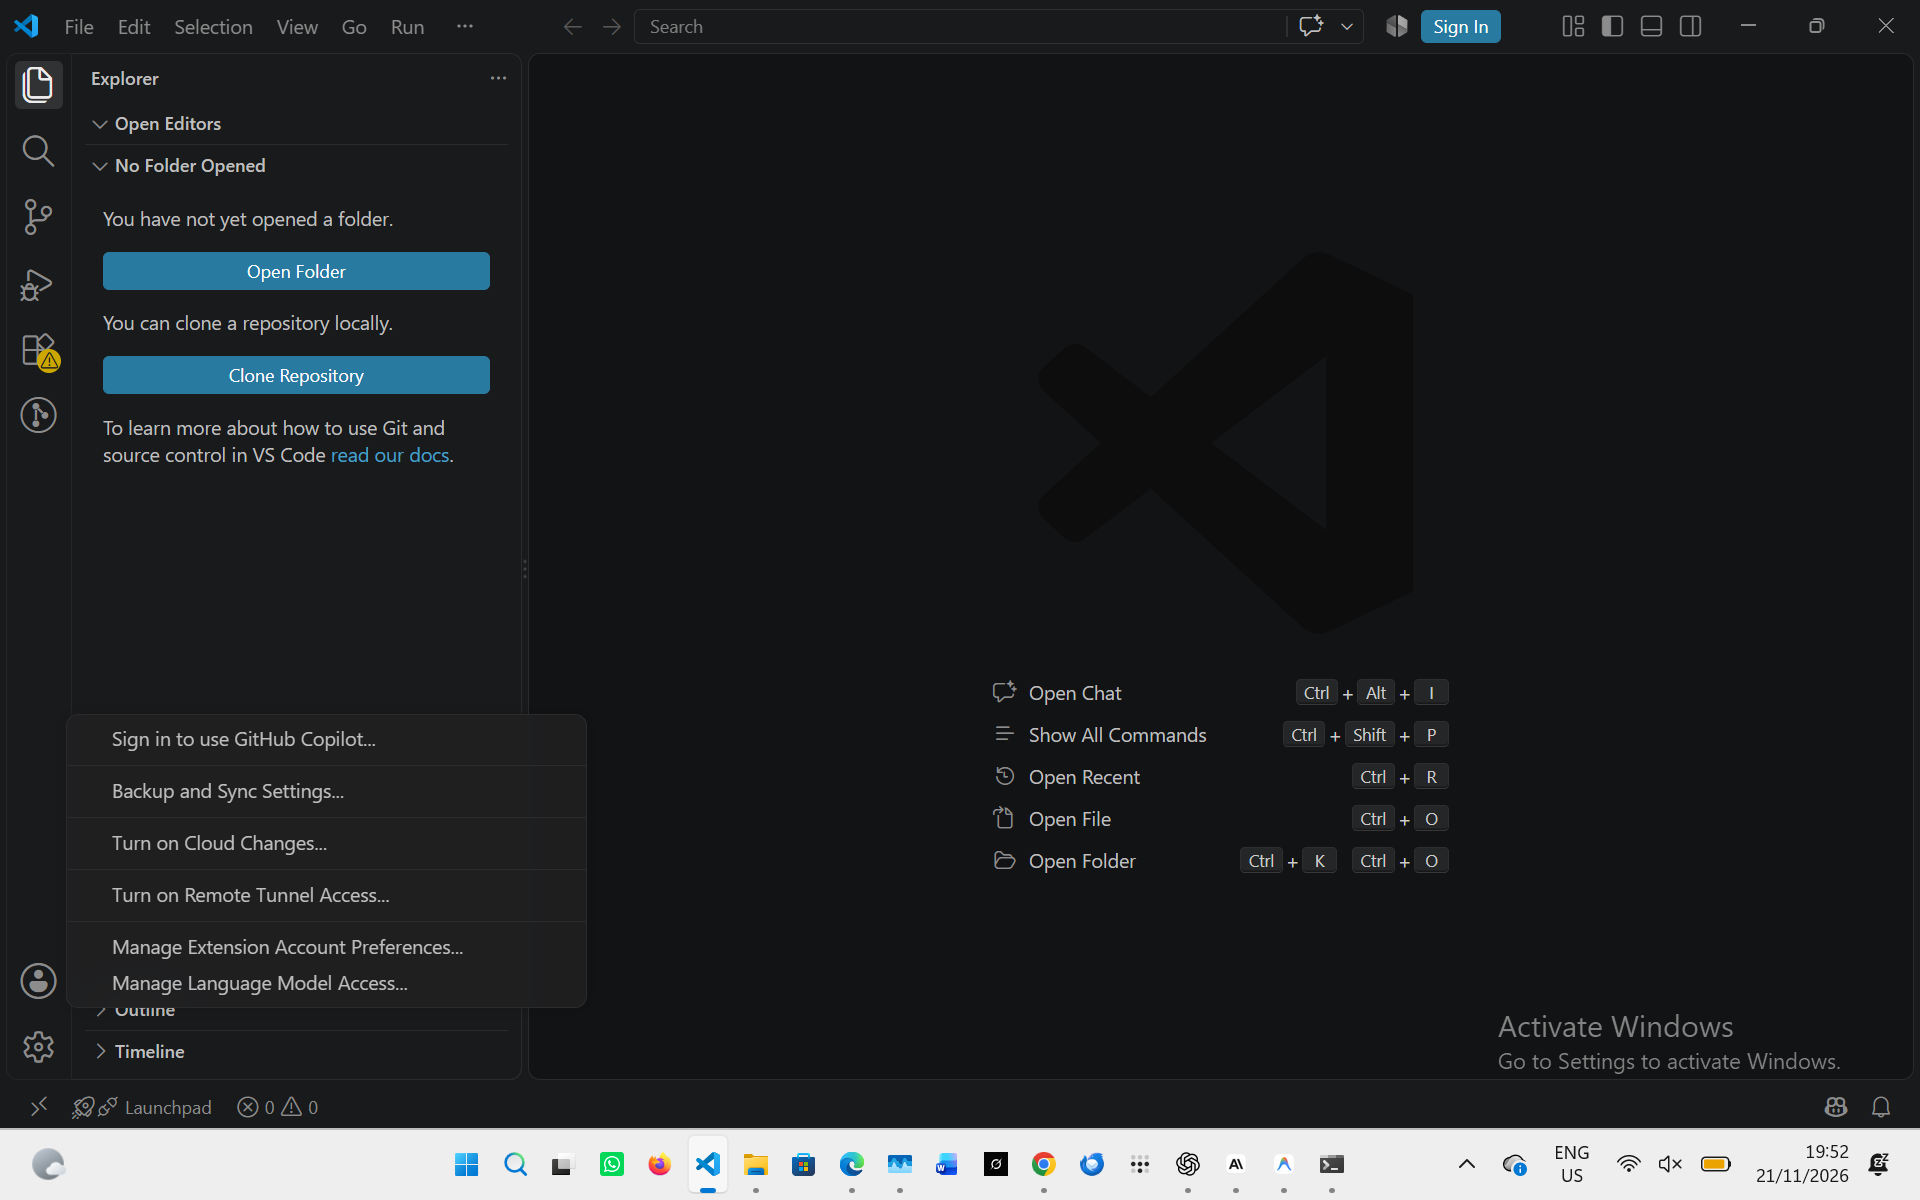 File Edit Selection View Go Run ··· Search Sign In
Explorer ···
Open Editors
No Folder Opened
You have not yet opened a folder.
Open Folder
You can clone a repository locally.
Clone Repository
To learn more about how to use Git and
source control in VS Code read our docs.
Open Chat Ctrl + Alt + I
Show All Commands Ctrl + Shift + P
Open Recent Ctrl + R
Open File Ctrl + O
Open Folder Ctrl + K Ctrl + O
Sign in to use GitHub Copilot...
Backup and Sync Settings...
Turn on Cloud Changes...
Turn on Remote Tunnel Access...
Manage Extension Account Preferences...
Manage Language Model Access...
Outline
Timeline
Activate Windows
Go to Settings to activate Windows.
Launchpad 0 0
ENG
US
19:52
21/11/2026